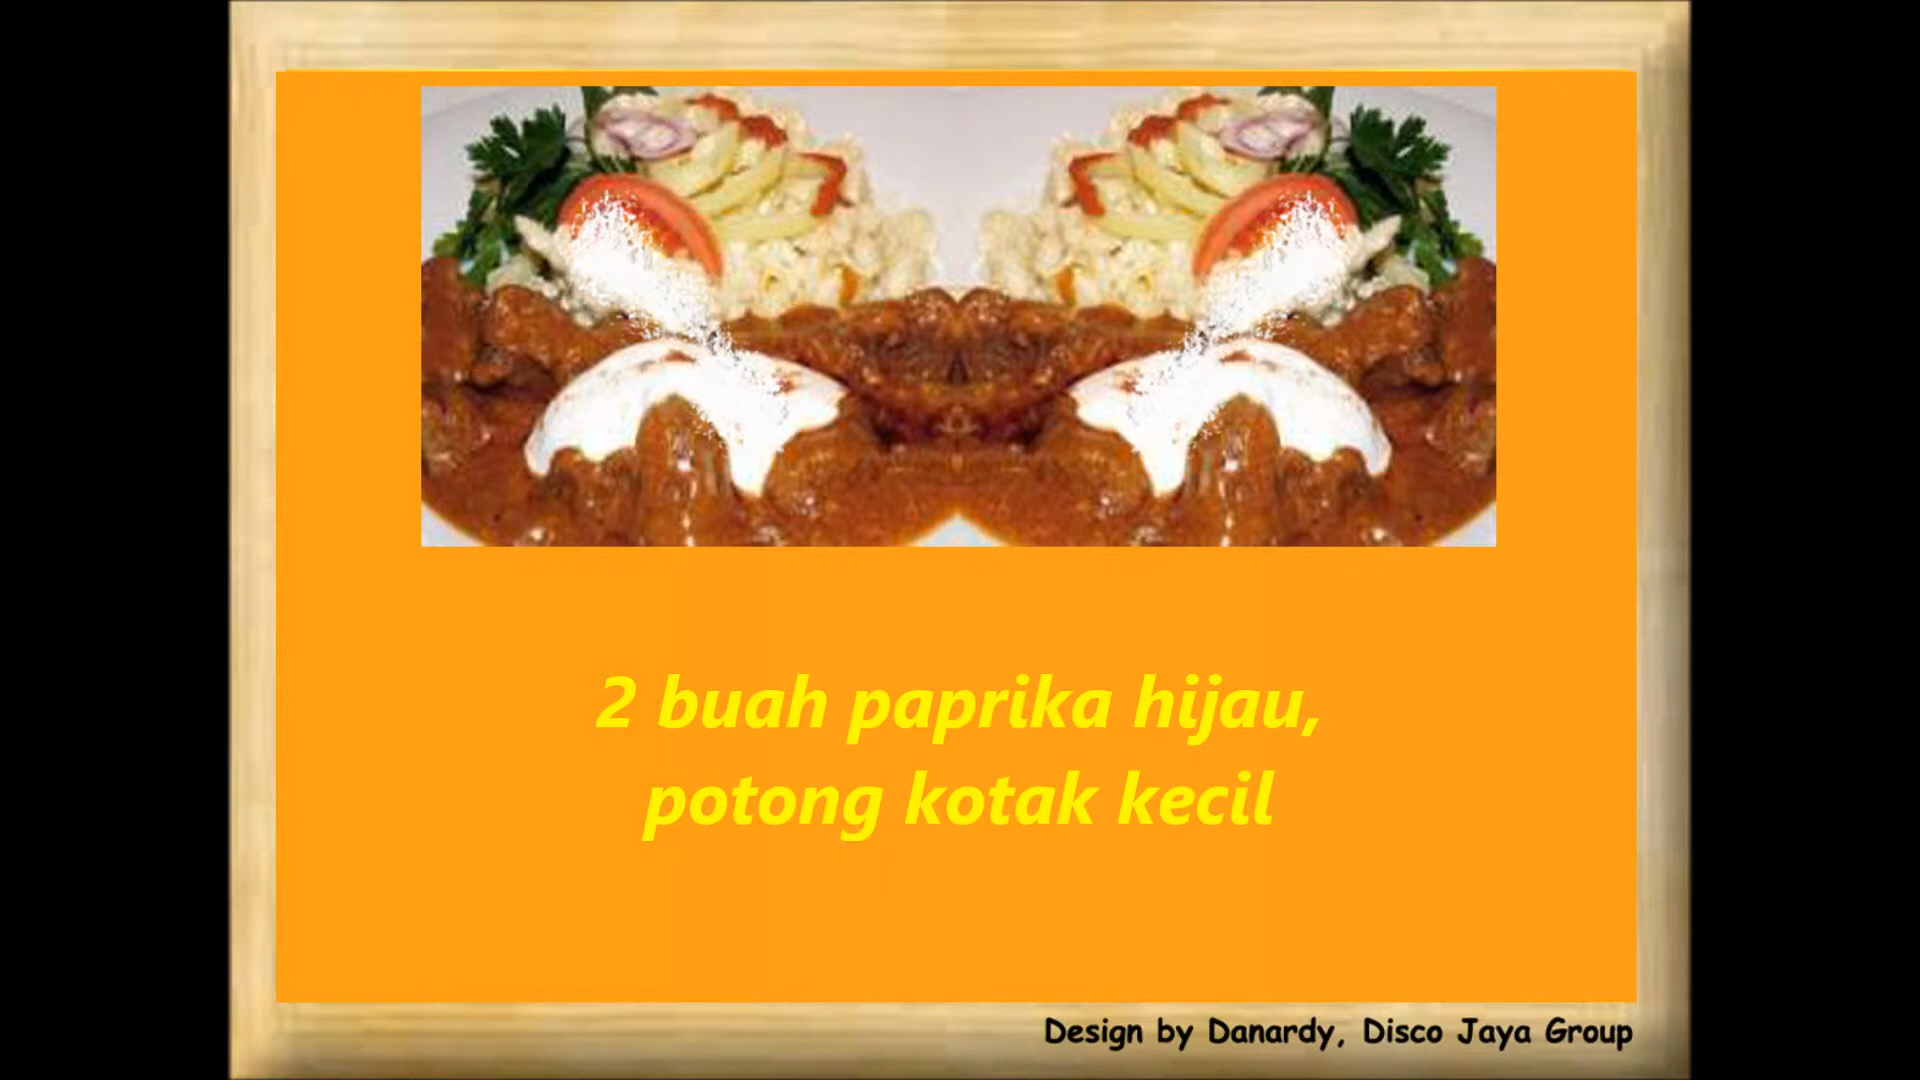 2 buah paprika hijau,
potong kotak kecil
Design by Danardy, Disco Jaya Group